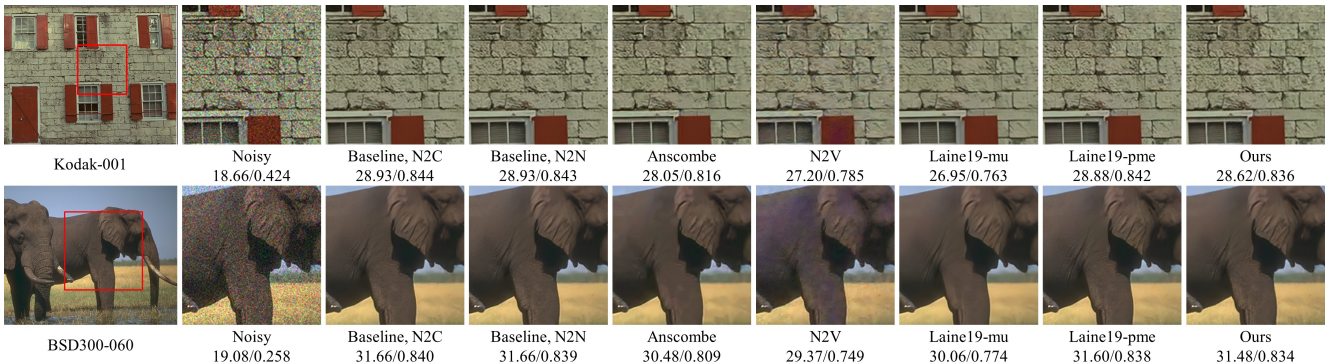 Kodak-001
Noisy
18.66/0.424
Baseline, N2C
28.93/0.844
Baseline, N2N
28.93/0.843
Anscombe
28.05/0.816
N2V
27.20/0.785
Laine19-mu
26.95/0.763
Laine19-pme
28.88/0.842
Ours
28.62/0.836
BSD300-060
Noisy
19.08/0.258
Baseline, N2C
31.66/0.840
Baseline, N2N
31.66/0.839
Anscombe
30.48/0.809
N2V
29.37/0.749
Laine19-mu
30.06/0.774
Laine19-pme
31.60/0.838
Ours
31.48/0.834